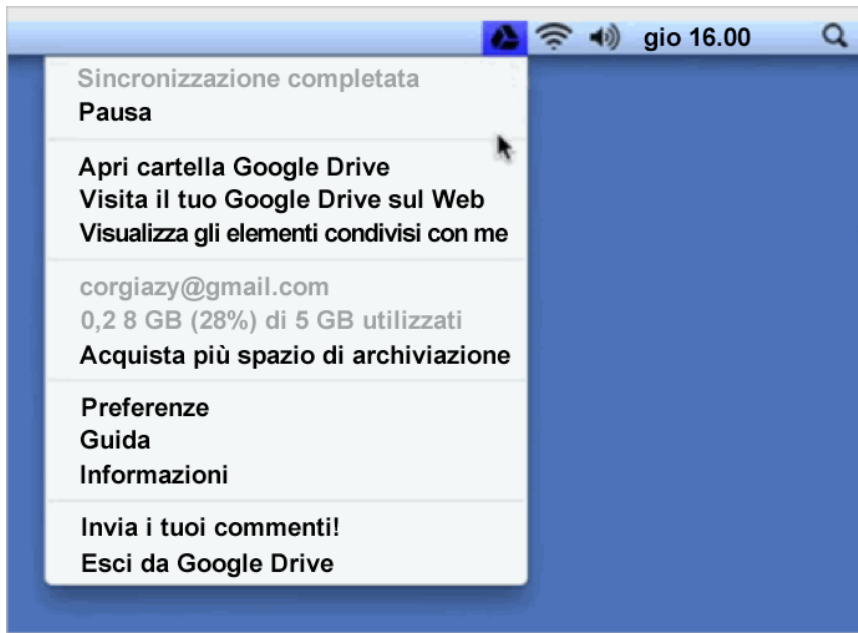 gio 16.00
Sincronizzazione completata
Pausa
Apri cartella Google Drive
Visita il tuo Google Drive sul Web
Visualizza gli elementi condivisi con me
corgiazy@gmail.com
0,2 8 GB (28%) di 5 GB utilizzati
Acquista più spazio di archiviazione
Preferenze
Guida
Informazioni
Invia i tuoi commenti!
Esci da Google Drive